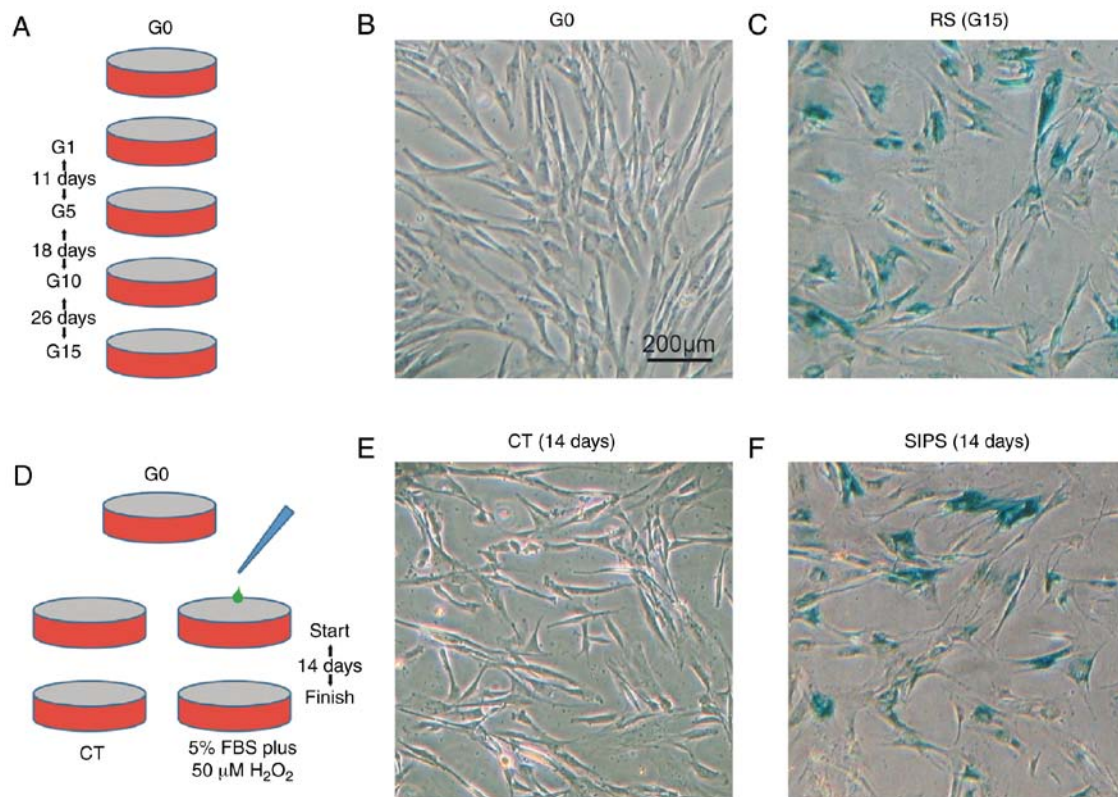 A
G0
G1
11 days
G5
18 days
G10
26 days
G15
B
G0
200µm
C
RS (G15)
D
G0
Start
14 days
Finish
CT
5% FBS plus
50 µM H₂O₂
E
CT (14 days)
F
SIPS (14 days)